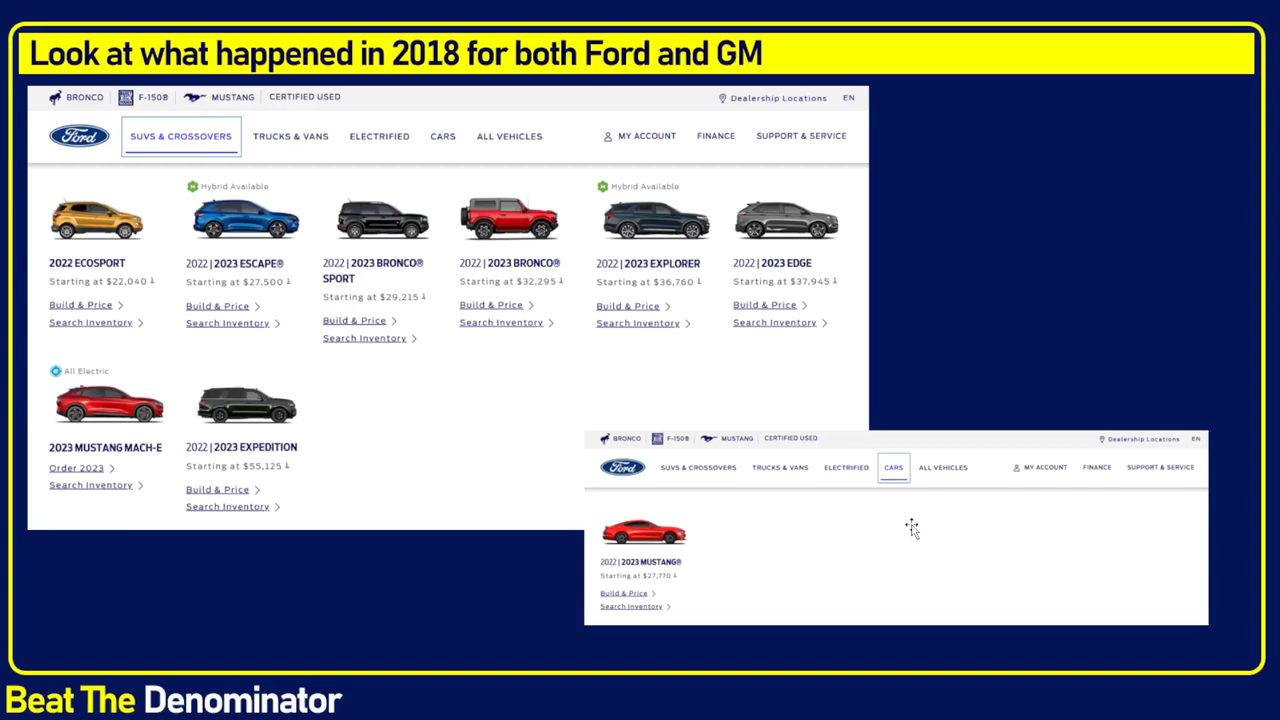 Look at what happened in 2018 for both Ford and GM
BRONCO F-150® MUSTANG CERTIFIED USED Dealership Locations EN
Ford SUVS & CROSSOVERS TRUCKS & VANS ELECTRIFIED CARS ALL VEHICLES MY ACCOUNT FINANCE SUPPORT & SERVICE
Hybrid Available
Hybrid Available
2022 ECOSPORT
Starting at $22,040 1
Build & Price
Search Inventory
2022 | 2023 ESCAPE®
Starting at $27,500 1
Build & Price
Search Inventory
2022 | 2023 BRONCO®
SPORT
Starting at $29,215 1
Build & Price
Search Inventory
2022 | 2023 BRONCO®
Starting at $32,295 1
Build & Price
Search Inventory
2022 | 2023 EXPLORER
Starting at $36,760 1
Build & Price
Search Inventory
2022 | 2023 EDGE
Starting at $37,945 1
Build & Price
Search Inventory
All Electric
2023 MUSTANG MACH-E
Order 2023
Search Inventory
2022 | 2023 EXPEDITION
Starting at $55,125 1
Build & Price
Search Inventory
BRONCO F-150® MUSTANG CERTIFIED USED Dealership Locations EN
Ford SUVS & CROSSOVERS TRUCKS & VANS ELECTRIFIED CARS ALL VEHICLES MY ACCOUNT FINANCE SUPPORT & SERVICE
2022 | 2023 MUSTANG®
Starting at $27,770 1
Build & Price
Search Inventory
Beat The Denominator